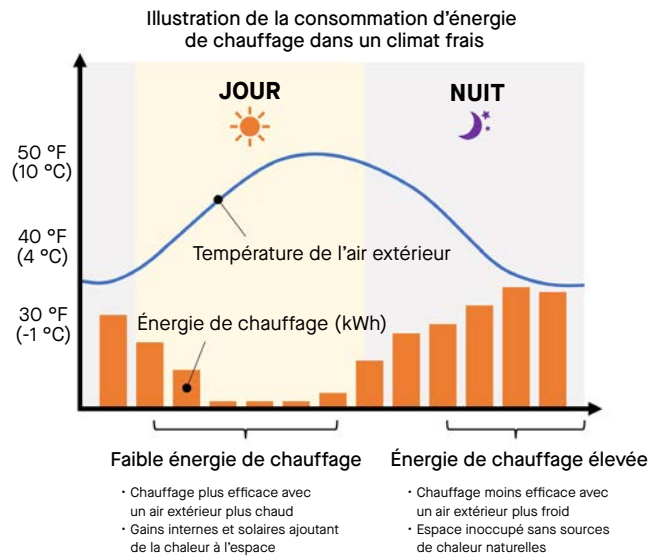 Illustration de la consommation d'énergie
de chauffage dans un climat frais
JOUR
NUIT
50 °F
(10 °C)
40 °F
(4 °C)
30 °F
(-1 °C)
Température de l'air extérieur
Énergie de chauffage (kWh)
Faible énergie de chauffage
· Chauffage plus efficace avec
un air extérieur plus chaud
· Gains internes et solaires ajoutant
de la chaleur à l'espace
Énergie de chauffage élevée
· Chauffage moins efficace avec
un air extérieur plus froid
· Espace inoccupé sans sources
de chaleur naturelles